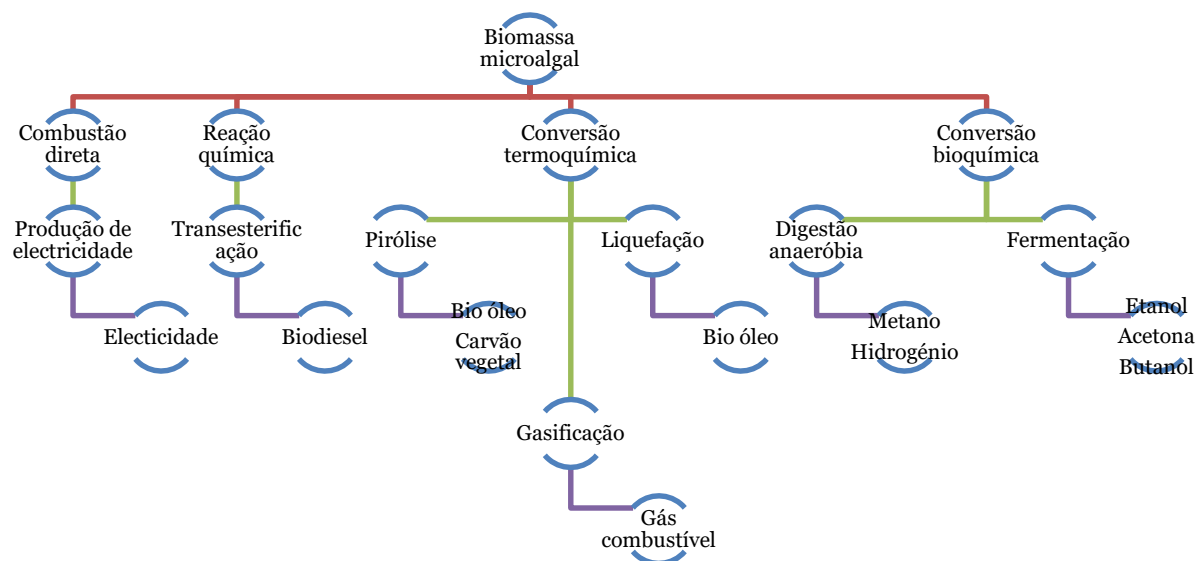 Biomassa
microalgal
Combustão
direta
Reação
química
Conversão
termoquímica
Conversão
bioquímica
Produção de
electricidade
Transesterific
ação
Pirólise
Liquefação
Digestão
anaeróbia
Fermentação
Electicidade
Biodiesel
Bio óleo
Carvão
vegetal
Bio óleo
Metano
Hidrogénio
Etanol
Acetona
Butanol
Gasificação
Gás
combustível